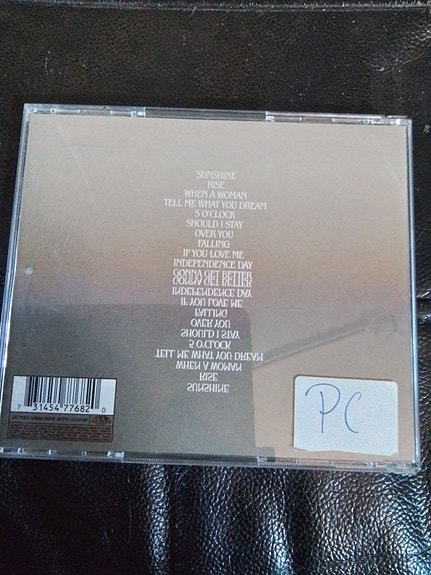 SUNSHINE
RISE
WHEN A WOMAN
TELL ME WHAT YOU DREAM
5 O'CLOCK
SHOULD I STAY
OVER YOU
FALLING
IF YOU LOVE ME
INDEPENDENCE DAY
GONNA GET BETTER
GONNA GET BETTER
INDEPENDENCE DAY
IF YOU LOVE ME
FALLING
OVER YOU
SHOULD I STAY
5 O'CLOCK
TELL ME WHAT YOU DREAM
WHEN A WOMAN
RISE
SUNSHINE
7 31454 77682 0
PC